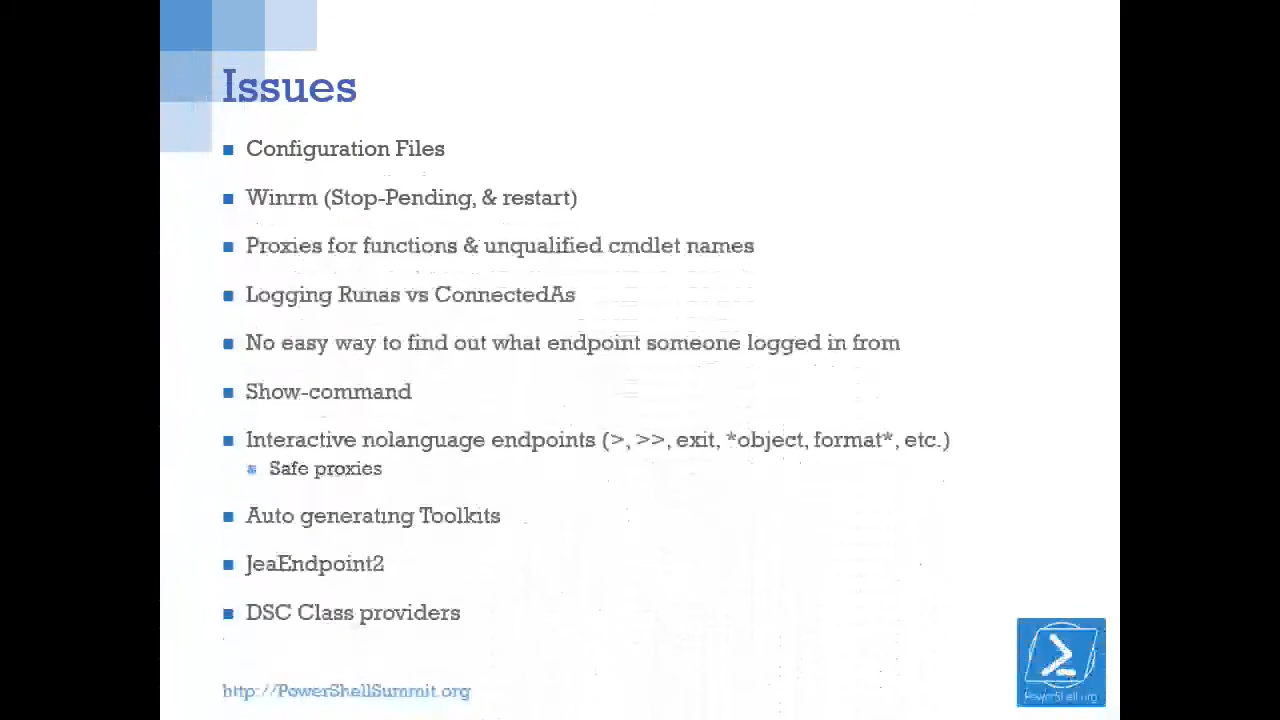 Issues
Configuration Files
Winrm (Stop-Pending, & restart)
Proxies for functions & unqualified cmdlet names
Logging Runas vs ConnectedAs
No easy way to find out what endpoint someone logged in from
Show-command
Interactive nolanguage endpoints (>, >>, exit, *object, format*, etc.)
Safe proxies
Auto generating Toolkits
JeaEndpoint2
DSC Class providers
http://PowerShellSummit.org
PowerShell.org